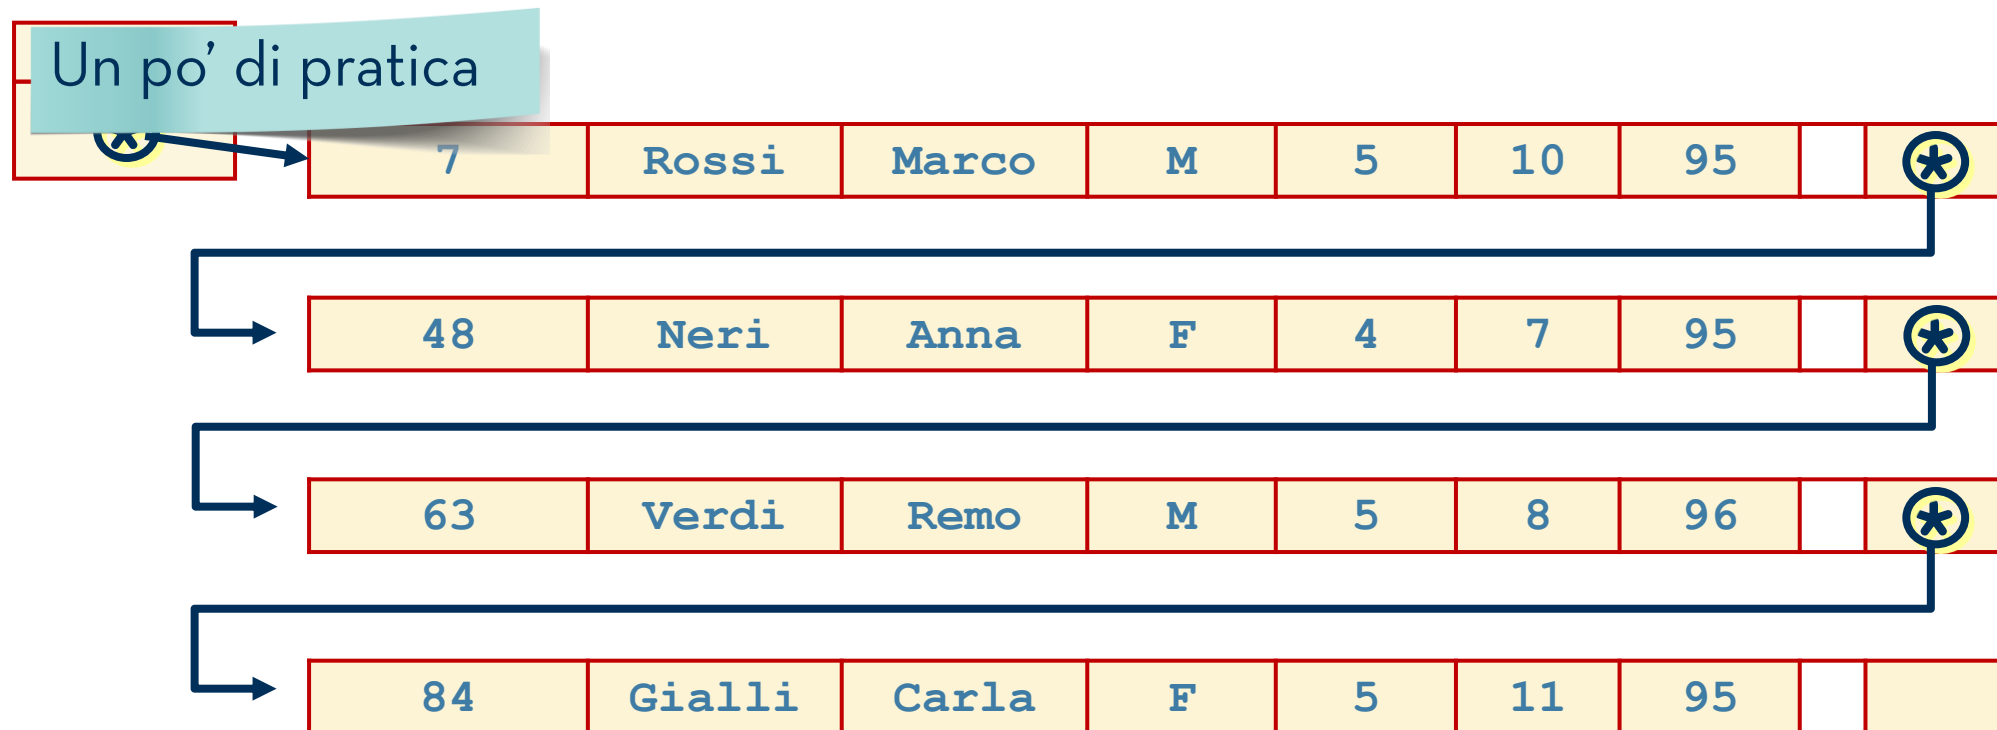 Un po’ di pratica
7 Rossi Marco M 5 10 95 *
48 Neri Anna F 4 7 95 *
63 Verdi Remo M 5 8 96 *
84 Gialli Carla F 5 11 95